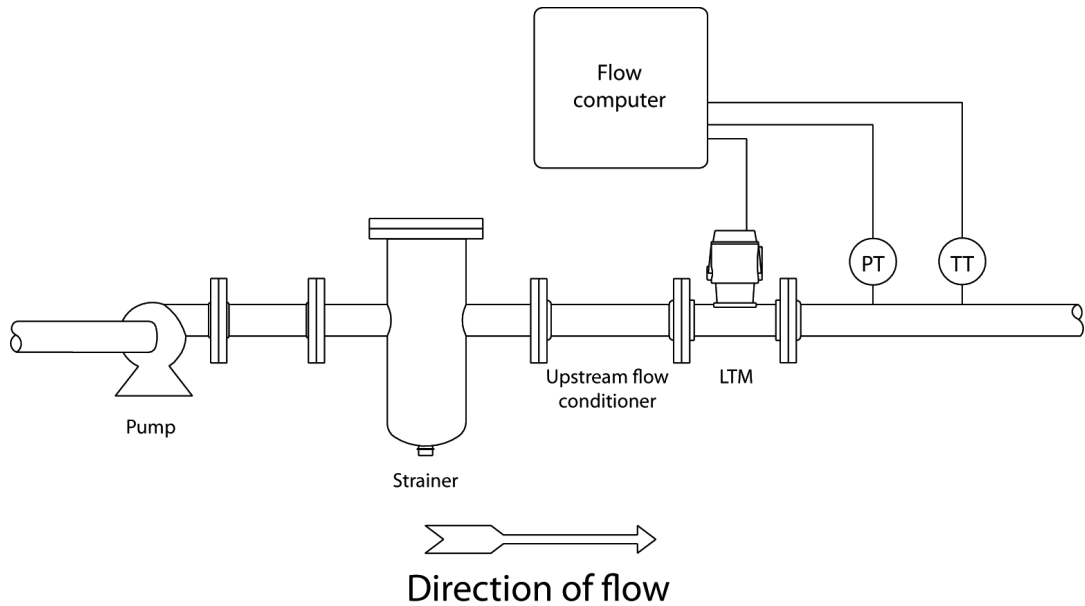 Flow
computer
PT
TT
Upstream flow
conditioner
LTM
Pump
Strainer
Direction of flow